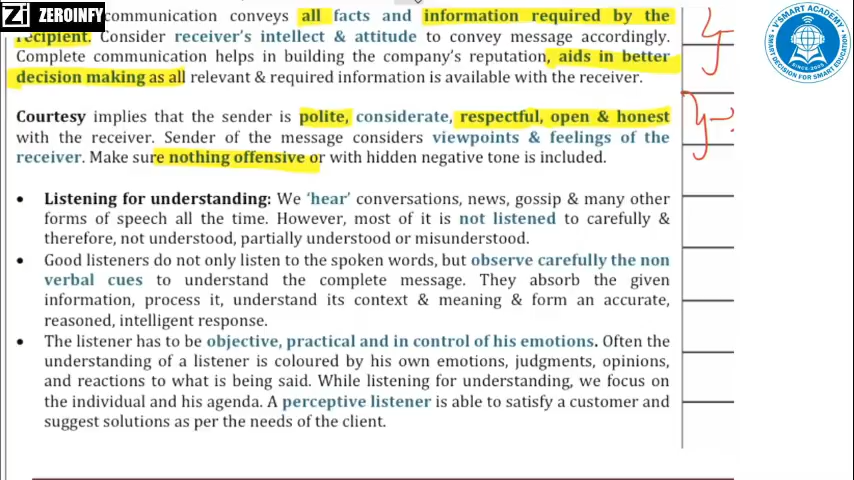 ZEROINFY
communication conveys all facts and information required by the
recipient. Consider receiver's intellect & attitude to convey message accordingly.
Complete communication helps in building the company's reputation, aids in better
decision making as all relevant & required information is available with the receiver.
Courtesy implies that the sender is polite, considerate, respectful, open & honest
with the receiver. Sender of the message considers viewpoints & feelings of the
receiver. Make sure nothing offensive or with hidden negative tone is included.
• Listening for understanding: We 'hear' conversations, news, gossip & many other
forms of speech all the time. However, most of it is not listened to carefully &
therefore, not understood, partially understood or misunderstood.
• Good listeners do not only listen to the spoken words, but observe carefully the non
verbal cues to understand the complete message. They absorb the given
information, process it, understand its context & meaning & form an accurate,
reasoned, intelligent response.
• The listener has to be objective, practical and in control of his emotions. Often the
understanding of a listener is coloured by his own emotions, judgments, opinions,
and reactions to what is being said. While listening for understanding, we focus on
the individual and his agenda. A perceptive listener is able to satisfy a customer and
suggest solutions as per the needs of the client.
V'SMART ACADEMY
SMART DECISION FOR SMART EDUCATION